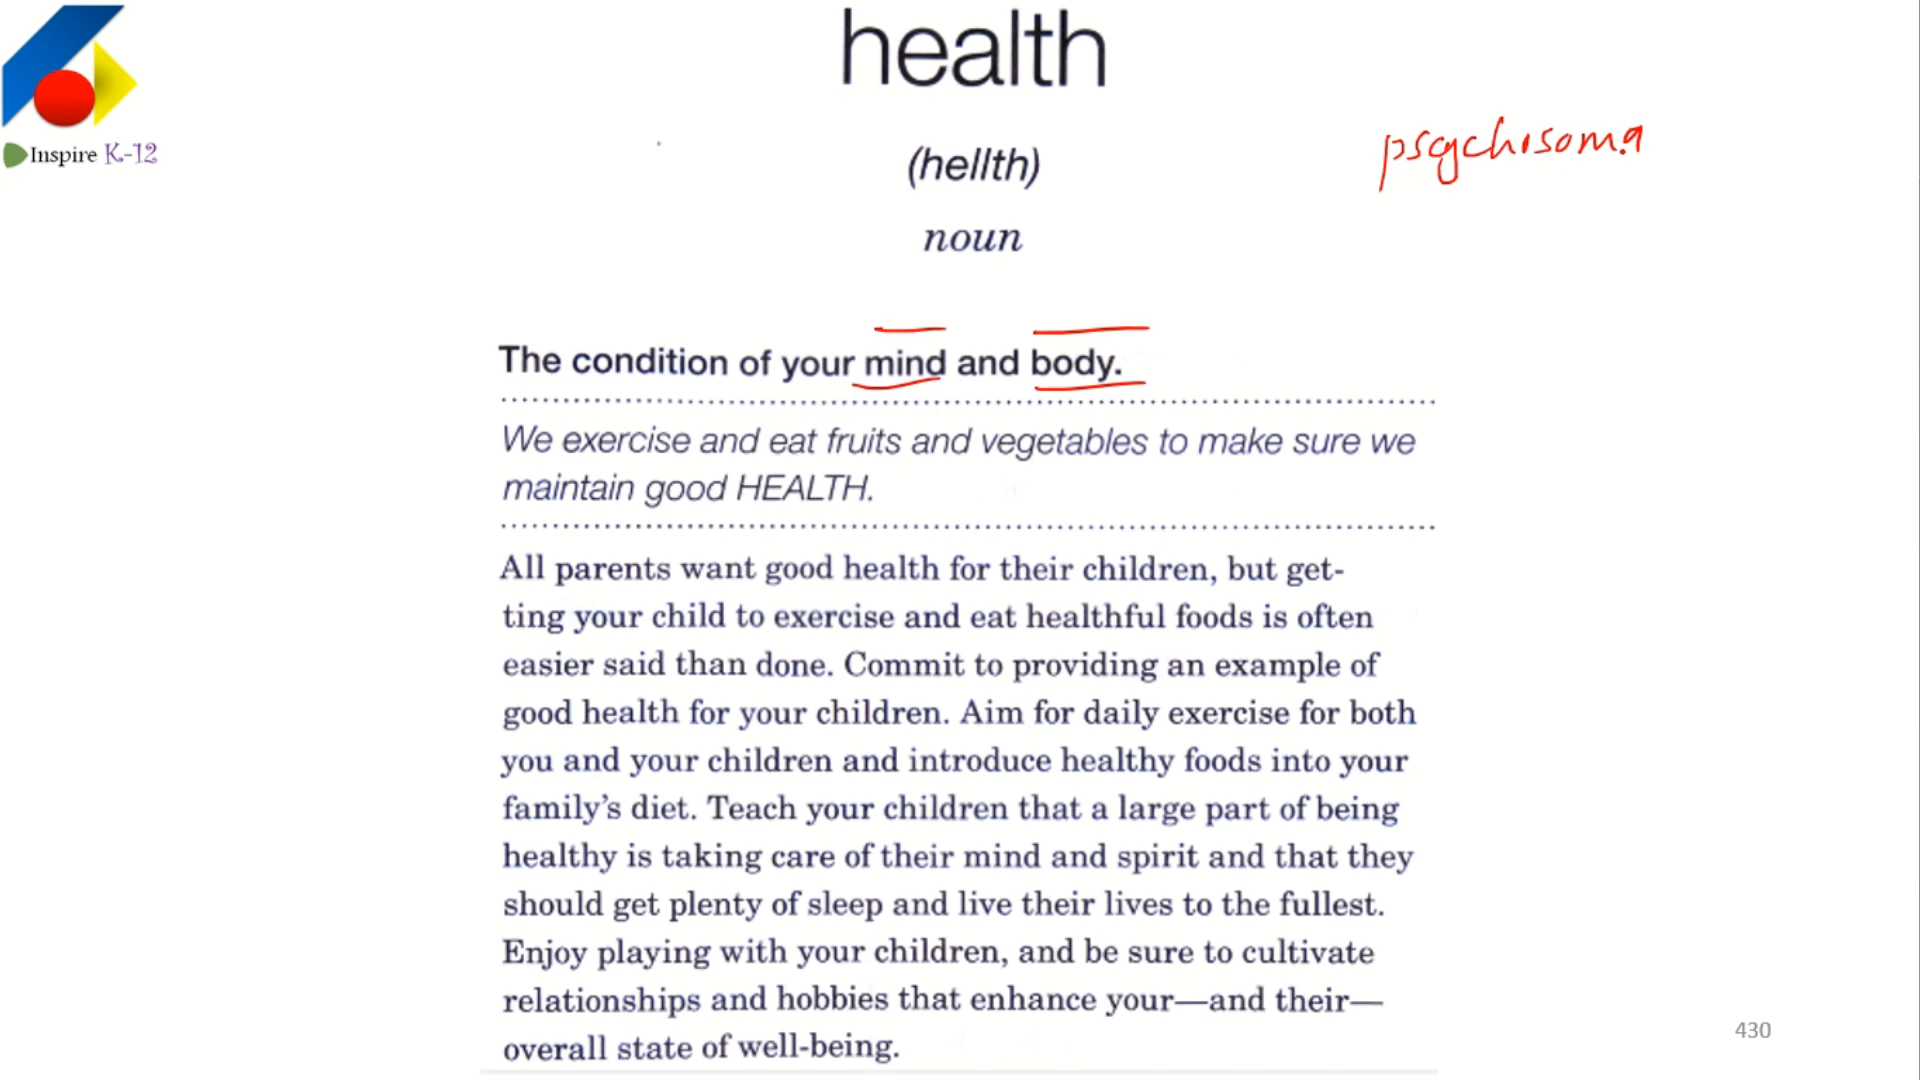 health
Inspire K-12
psychosoma
(hellth)
noun
The condition of your mind and body.
We exercise and eat fruits and vegetables to make sure we
maintain good HEALTH.
All parents want good health for their children, but get-
ting your child to exercise and eat healthful foods is often
easier said than done. Commit to providing an example of
good health for your children. Aim for daily exercise for both
you and your children and introduce healthy foods into your
family’s diet. Teach your children that a large part of being
healthy is taking care of their mind and spirit and that they
should get plenty of sleep and live their lives to the fullest.
Enjoy playing with your children, and be sure to cultivate
relationships and hobbies that enhance your—and their—
overall state of well-being.
430